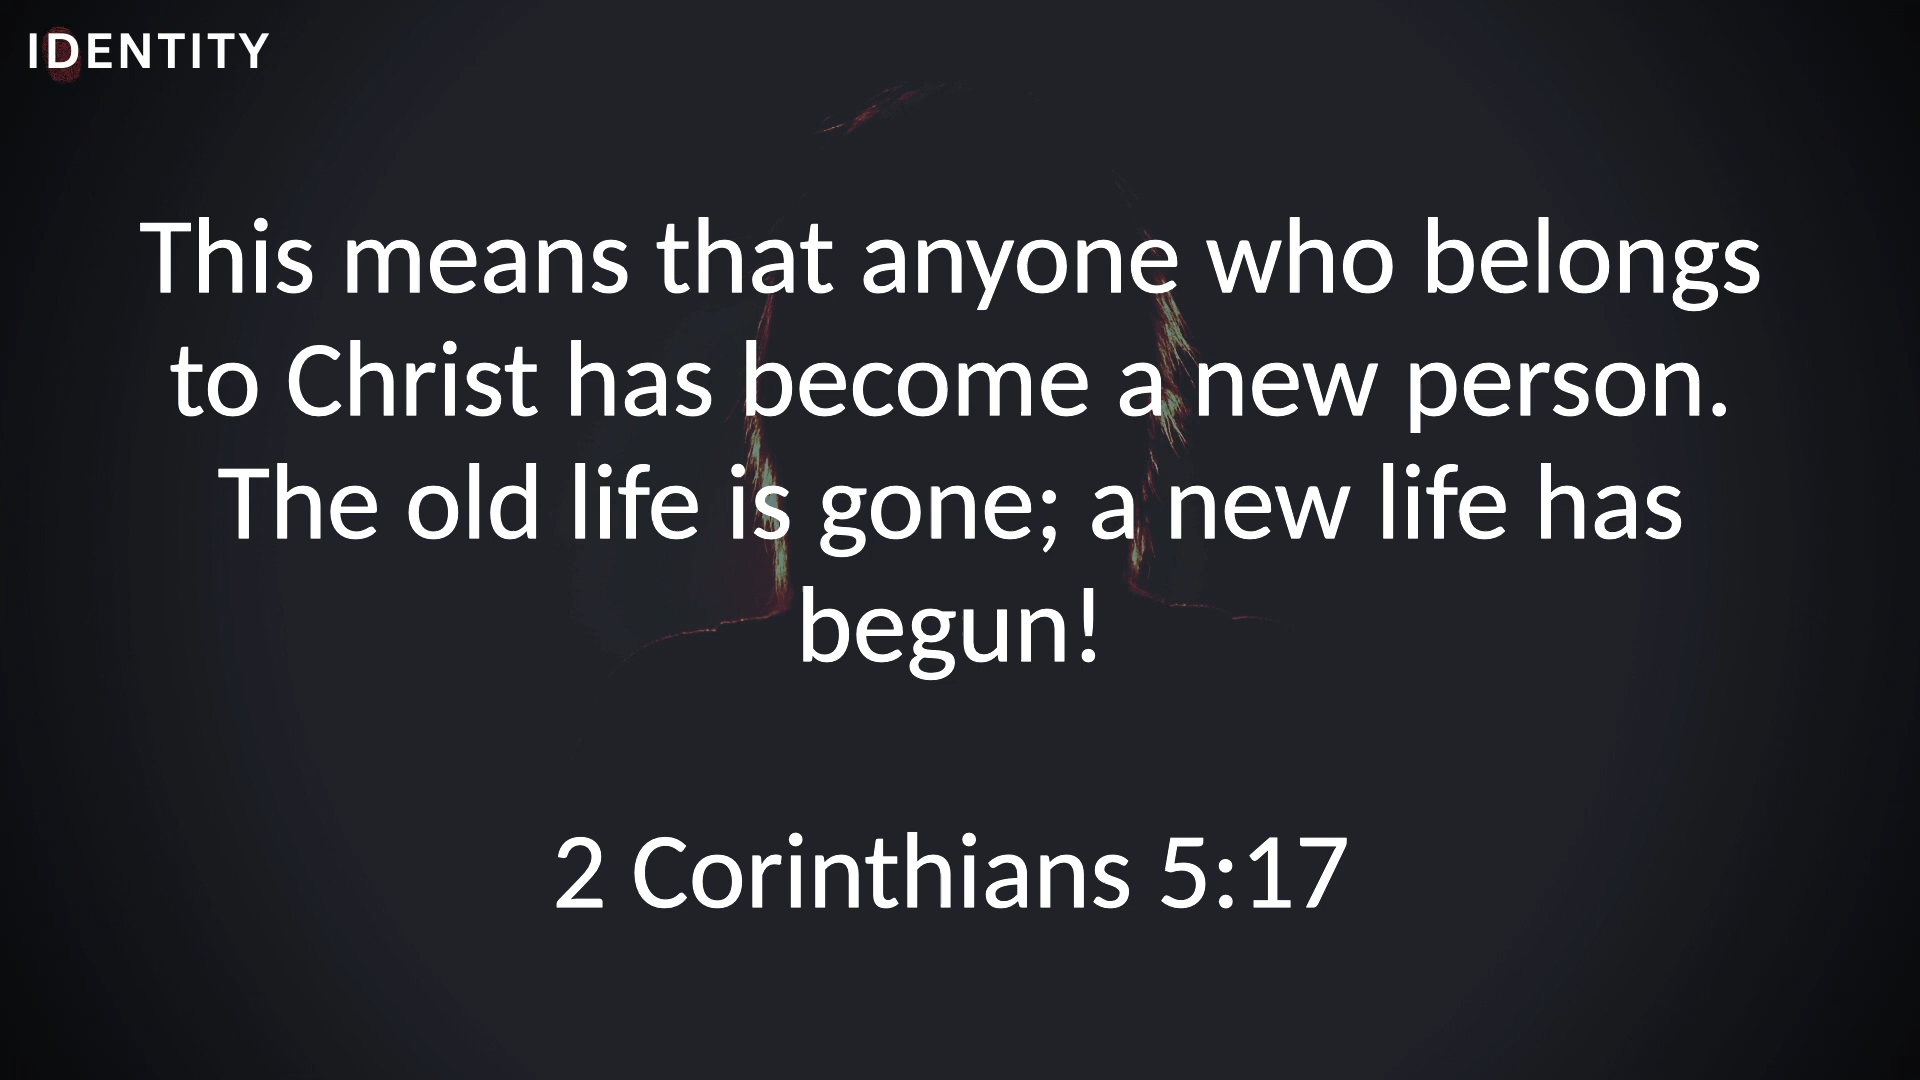 IDENTITY
This means that anyone who belongs
to Christ has become a new person.
The old life is gone; a new life has
begun!
2 Corinthians 5:17